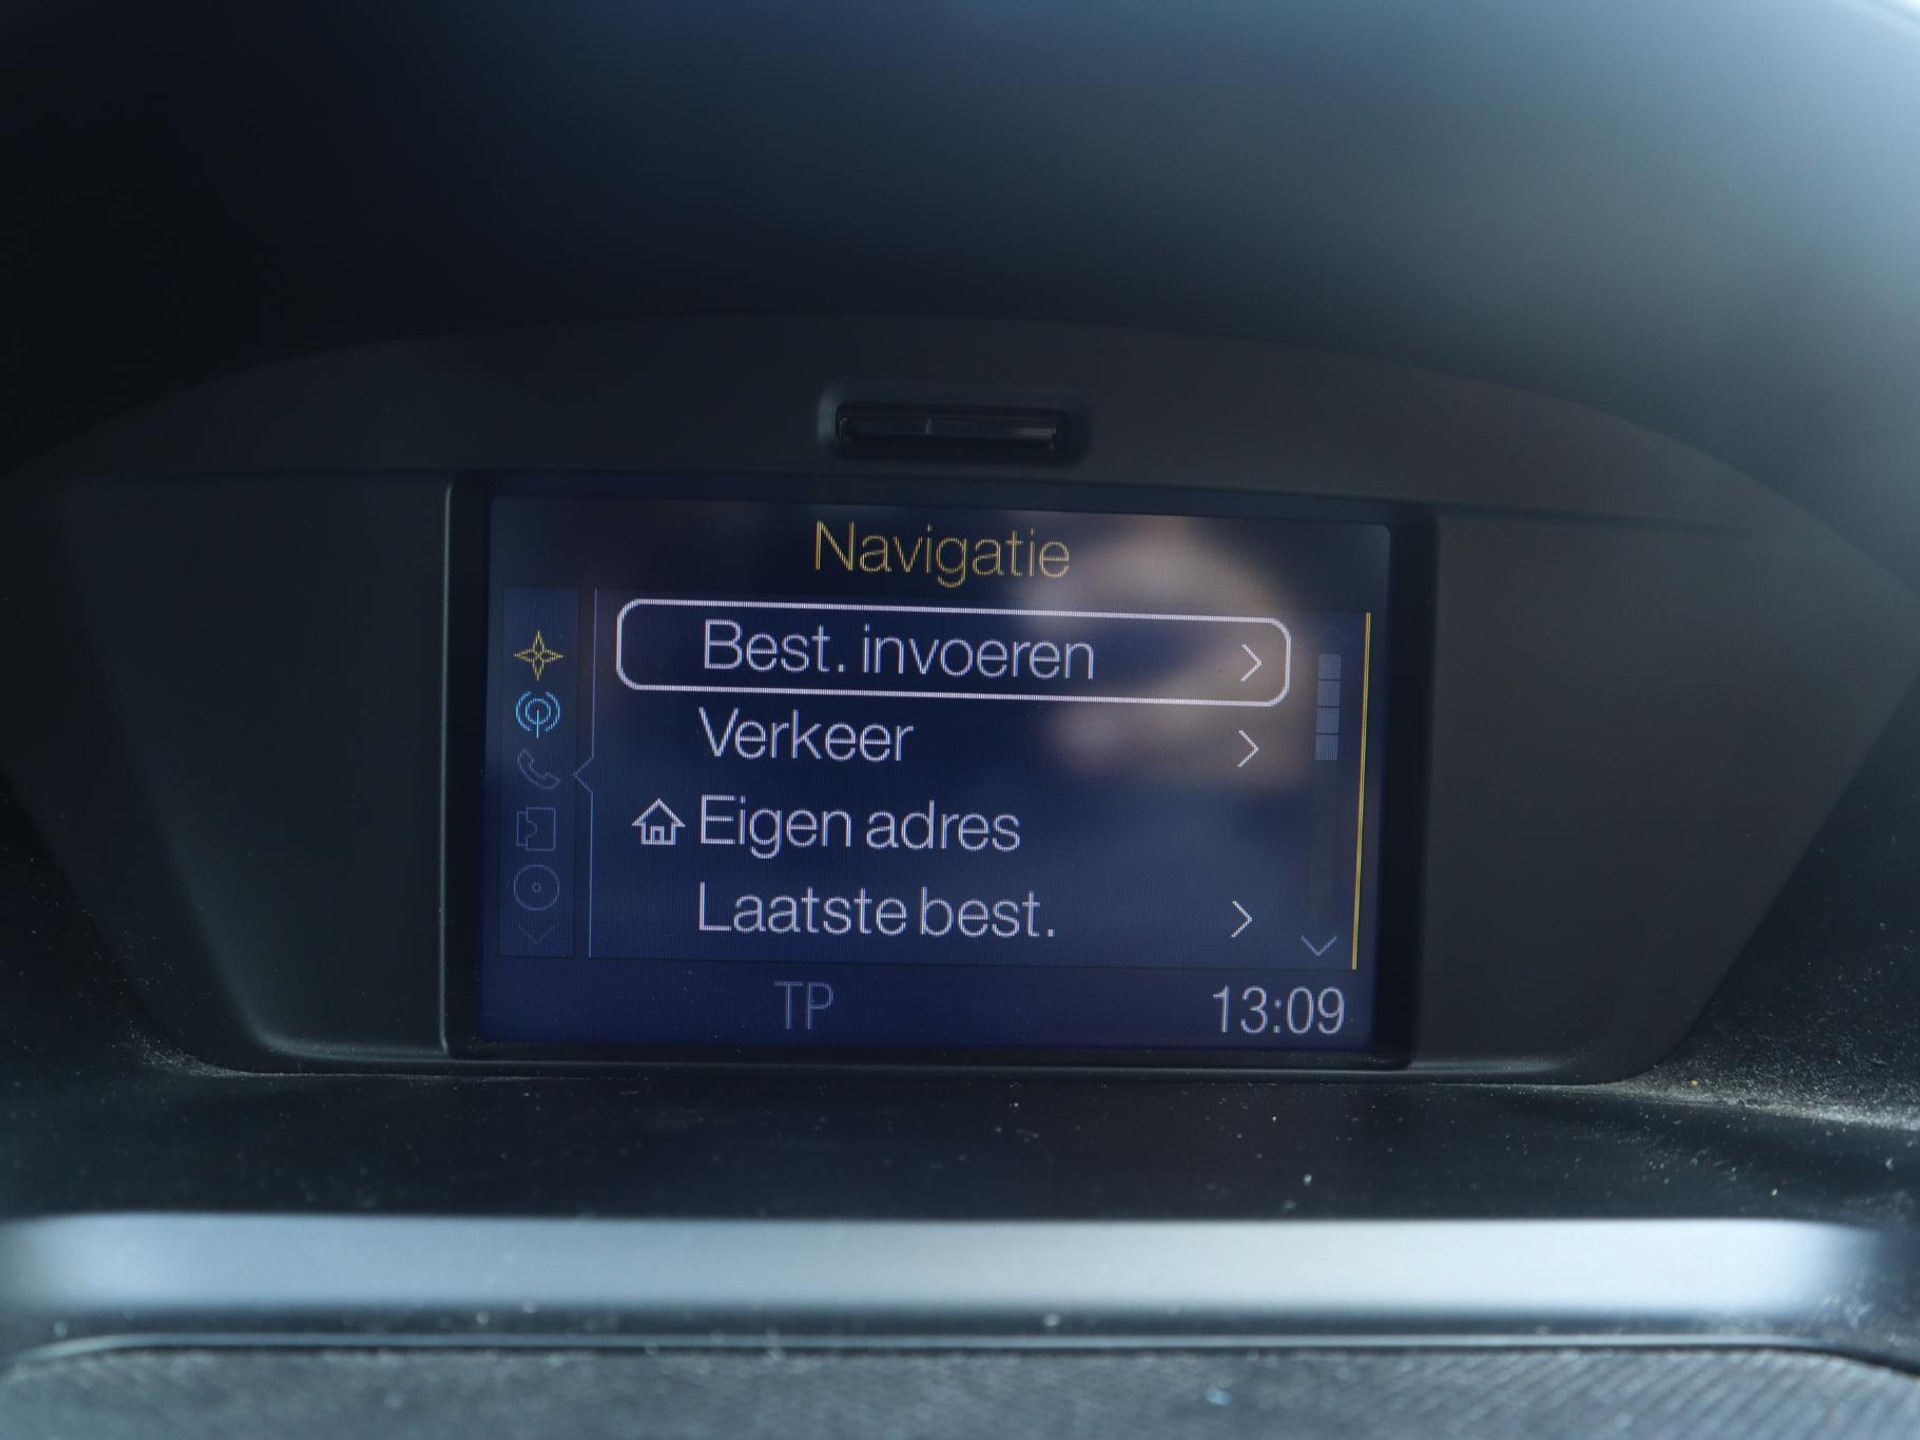 Navigatie
Best. invoeren
Verkeer
Eigen adres
Laatste best.
TP
13:09